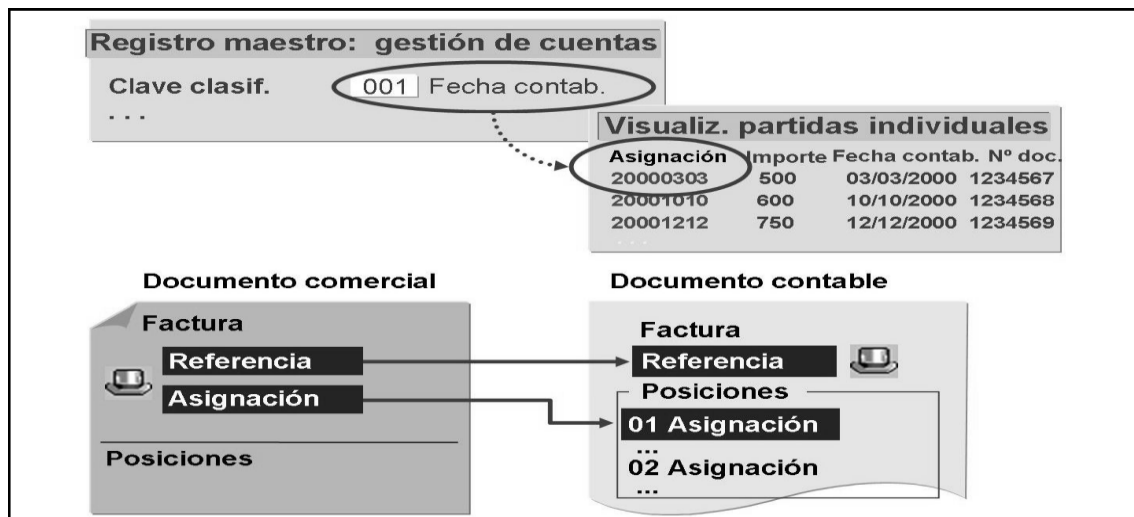 Registro maestro: gestión de cuentas
Clave clasif. 001 Fecha contab.
...
Visualiz. partidas individuales
Asignación Importe Fecha contab. Nº doc.
20000303 500 03/03/2000 1234567
20001010 600 10/10/2000 1234568
20001212 750 12/12/2000 1234569
...
Documento comercial
Factura
Referencia
Asignación
Posiciones
Documento contable
Factura
Referencia
Posiciones
01 Asignación
...
02 Asignación
...